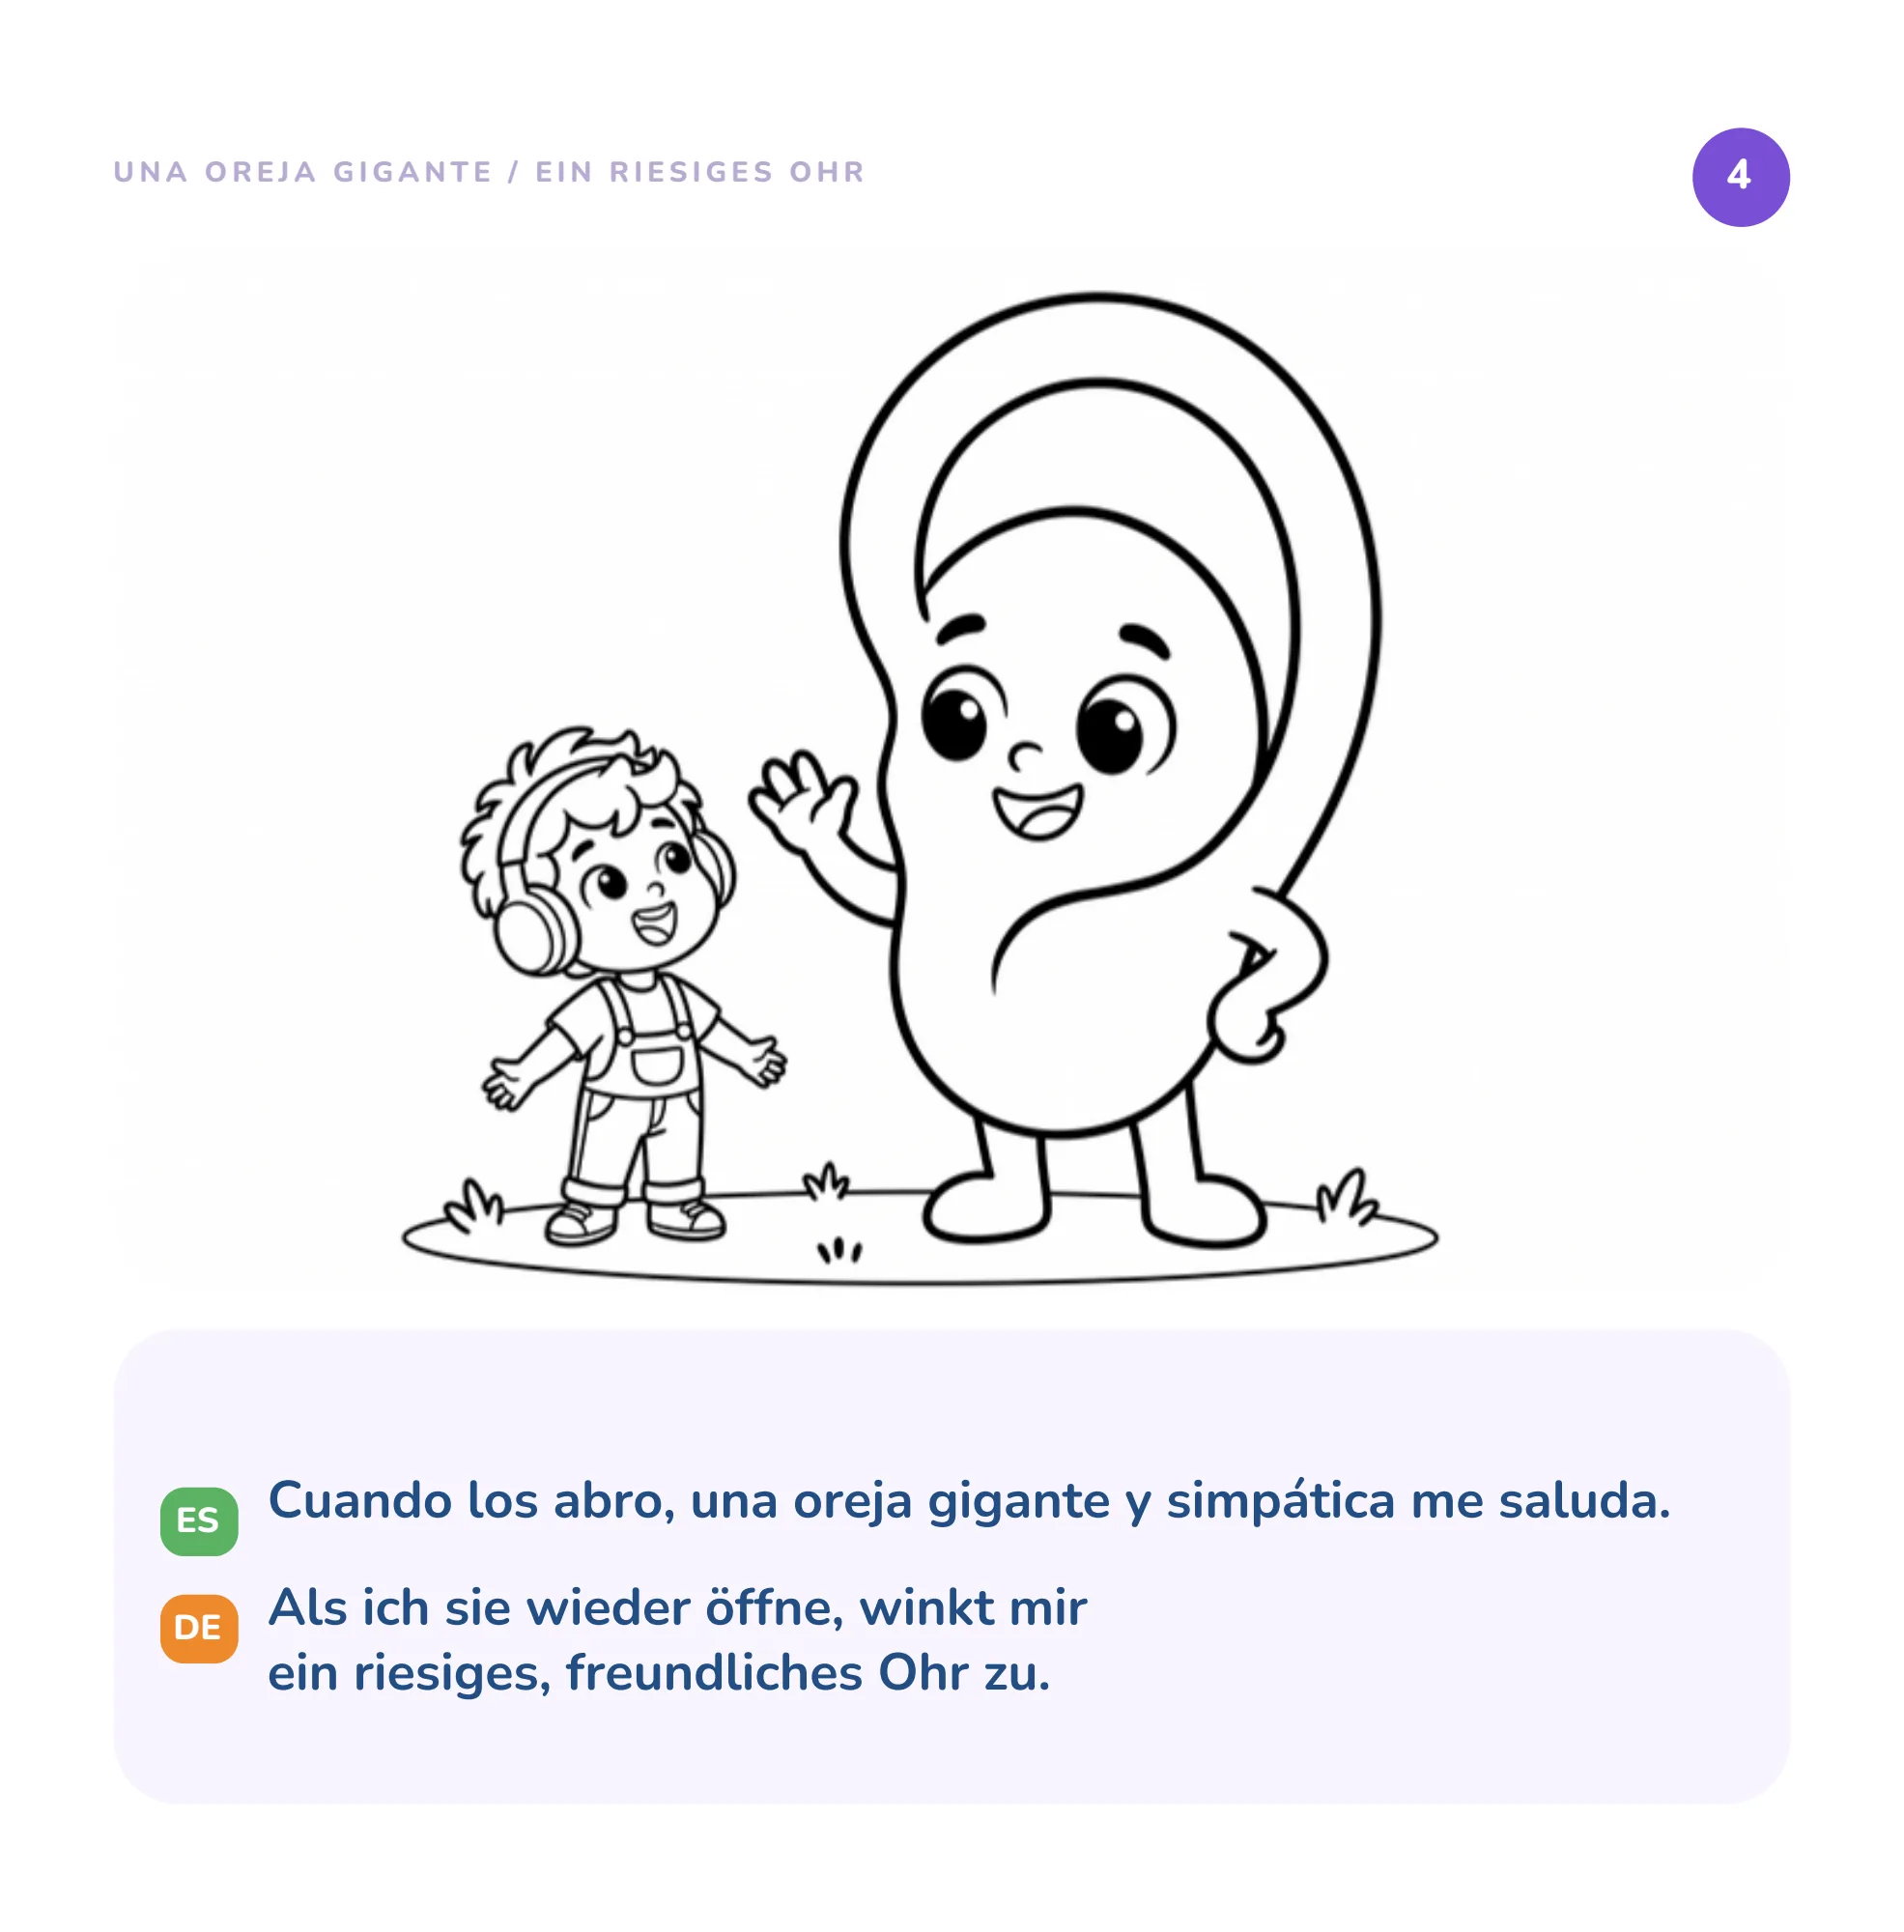 UNA OREJA GIGANTE / EIN RIESIGES OHR
4
ES
Cuando los abro, una oreja gigante y simpática me saluda.
DE
Als ich sie wieder öffne, winkt mir
ein riesiges, freundliches Ohr zu.